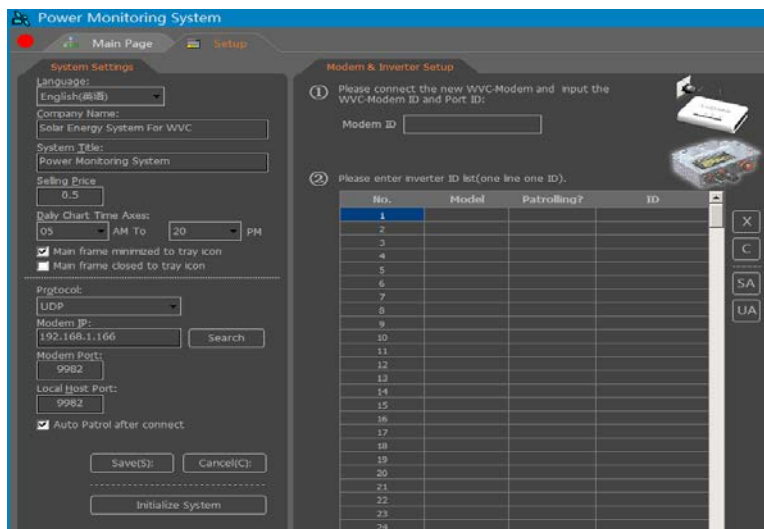 Power Monitoring System
Main Page
Setup
System Settings
Language:
English(英语)
Company Name:
Solar Energy System For WVC
System Title:
Power Monitoring System
Selling Price
0.5
Daily Chart Time Axes:
05 AM To 20 PM
Main frame minimized to tray icon
Main frame closed to tray icon
Protocol:
UDP
Modem IP:
192.168.1.166 Search
Modem Port:
9982
Local Host Port:
9982
Auto Patrol after connect
Save(S): Cancel(C):
Initialize System
Modem & Invertor Setup
① Please connect the new WVC-Modem and input the
WVC-Modem ID and Port ID:
Modem ID
② Please enter inverter ID list(one line one ID).
No. Model Patrolling? ID
1
2
3
4
5
6
7
8
9
10
11
12
13
14
15
16
17
18
19
20
21
22
23
24
X
C
SA
UA